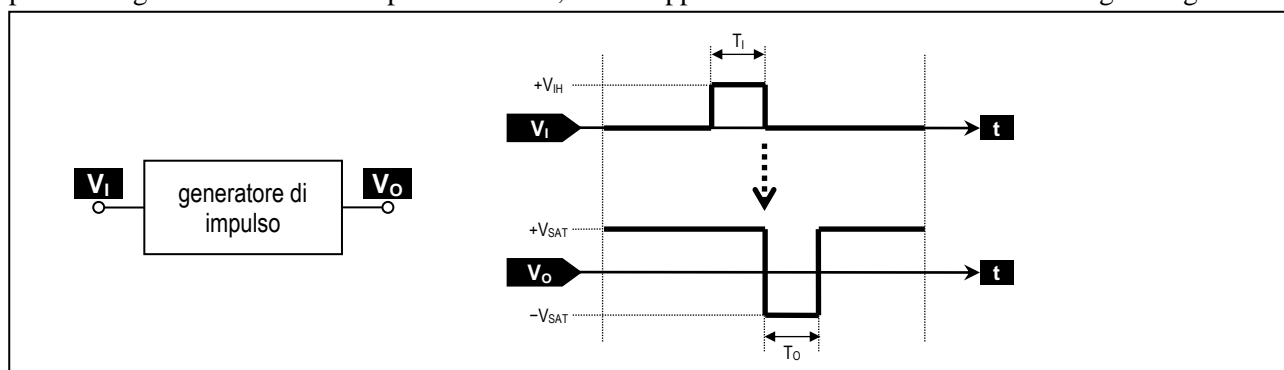 T_I
+V_IH
V_I
t
V_I
V_O
generatore di
impulso
+V_SAT
V_O
t
−V_SAT
T_O